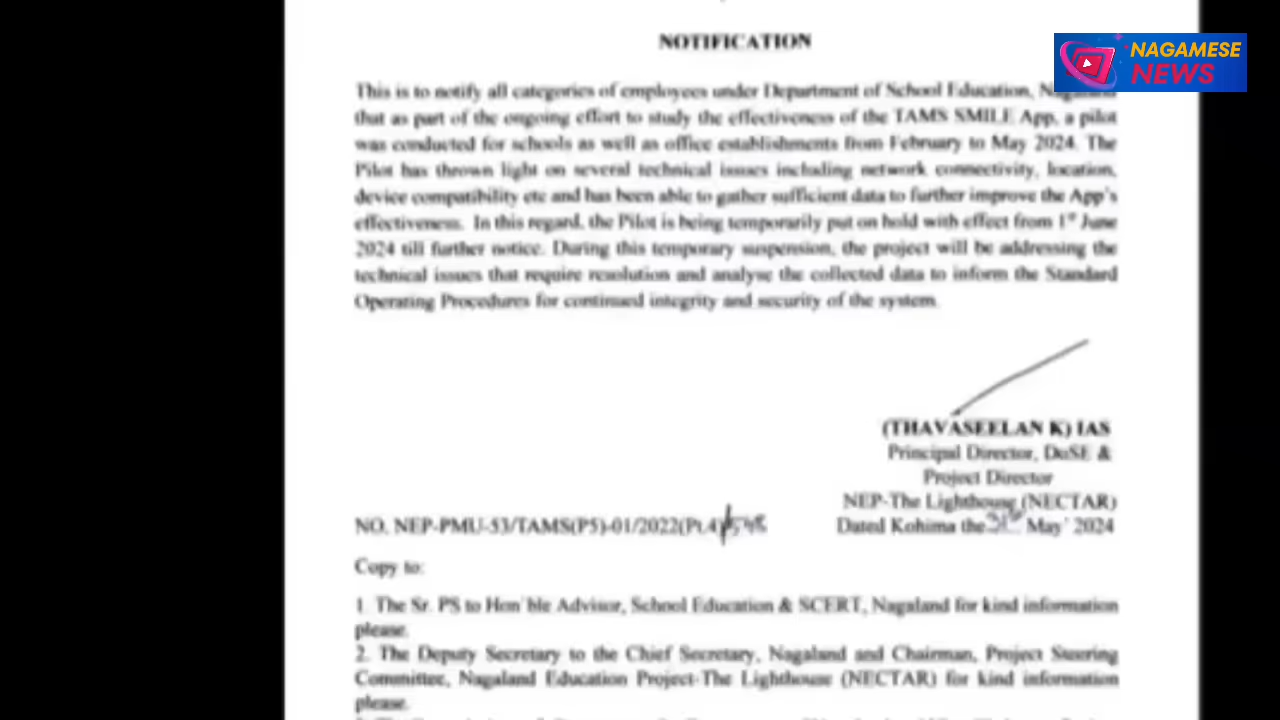 NOTIFICATION
NAGAMESE
NEWS
This is to notify all categories of employees under Department of School Education,
that as part of the ongoing effort to study the effectiveness of the TAMS SMILE App, a pilot
was conducted for schools as well as office establishments from February to May 2024. The
Pilot has thrown light on several technical issues including network connectivity, location,
device compatibility etc and has been able to gather sufficient data to further improve the App's
effectiveness. In this regard, the Pilot is being temporarily put on hold with effect from 1st June
2024 till further notice. During this temporary suspension, the project will be addressing the
technical issues that require resolution and analyse the collected data to inform the Standard
Operating Procedures for continued integrity and security of the system.
(THAVASEELAN K) IAS
Principal Director, DoSE &
Project Director
NEP-The Lighthouse (NECTAR)
NO. NEP-PMU-53/TAMS(P5)-01/2022(Pt.4) Dated Kohima the 31st May' 2024
Copy to:
1. The Sr. PS to Hon'ble Advisor, School Education & SCERT, Nagaland for kind information
please.
2. The Deputy Secretary to the Chief Secretary, Nagaland and Chairman, Project Steering
Committee, Nagaland Education Project-The Lighthouse (NECTAR) for kind information
please.